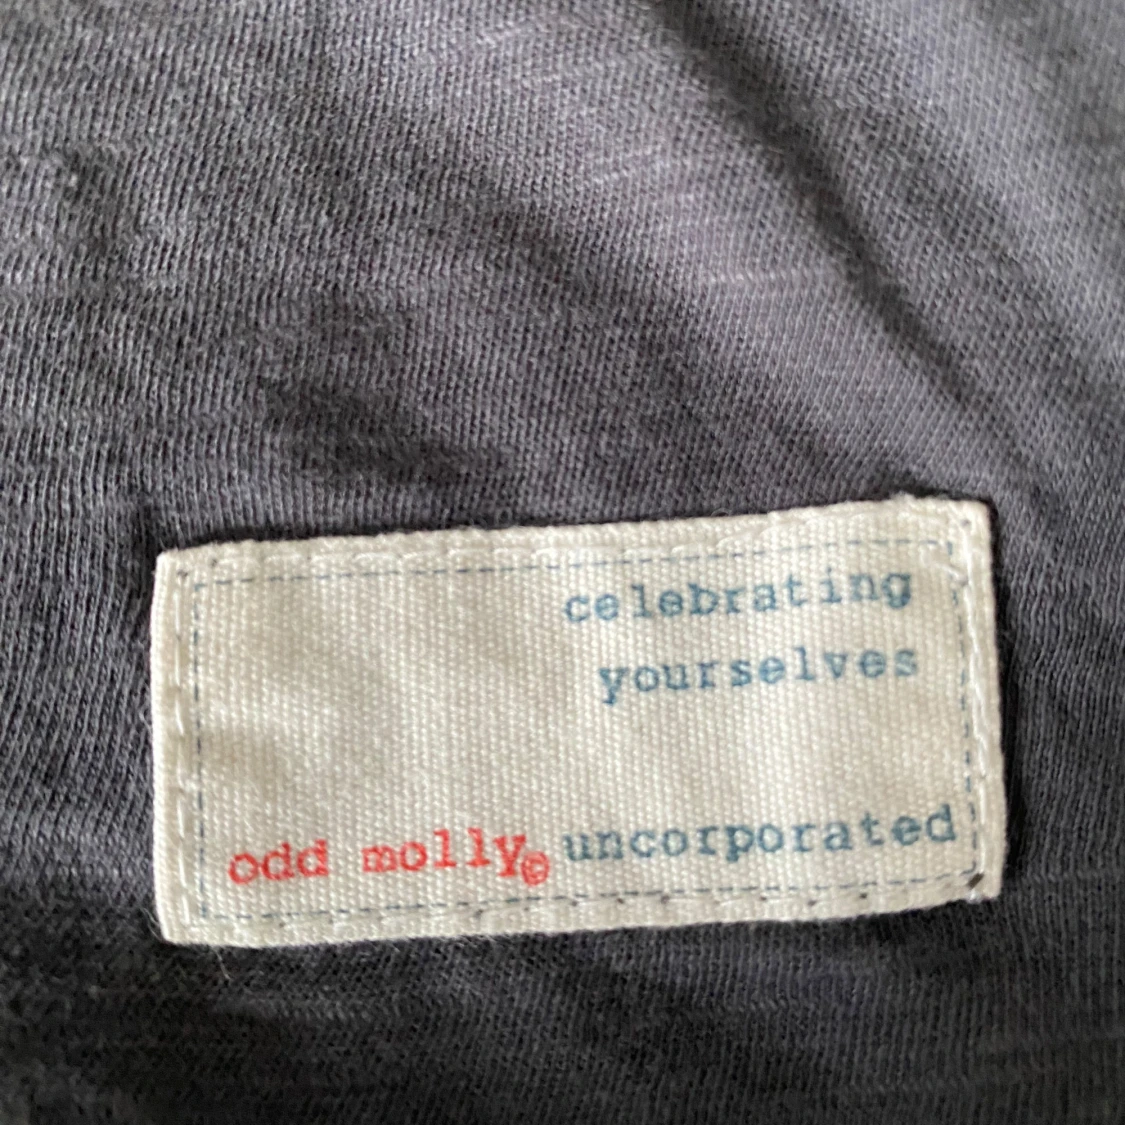 celebrating
yourselves
odd molly© uncorporated